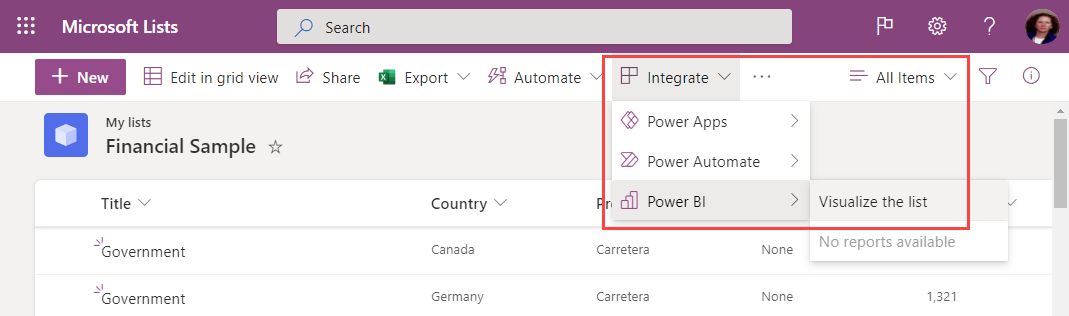 Microsoft Lists
Search
New
Edit in grid view
Share
Export
Automate
Integrate
All Items
Power Apps
My lists
Financial Sample
Power Automate
Power BI
Visualize the list
Title
Country
No reports available
Government
Canada
Carretera
None
Government
Germany
Carretera
None
1,321